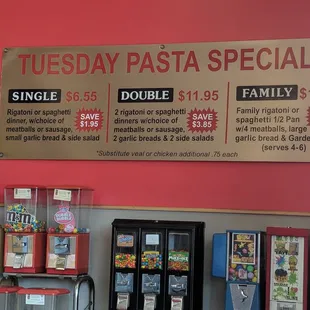 TUESDAY PASTA SPECIAL
SINGLE $6.55
Rigatoni or spaghetti
dinner, w/choice of
meatballs or sausage,
garlic bread & side salad
SAVE
$1.95
DOUBLE $11.95
2 rigatoni or spaghetti
dinners w/choice of
meatballs or sausage,
2 garlic breads & 2 side salads
SAVE
$3.85
FAMILY $1
Family rigatoni or
spaghetti 1/2 Pan
w/4 meatballs, large
garlic bread & Garde
(serves 4-6)
*Substitute veal or chicken additional .75 each